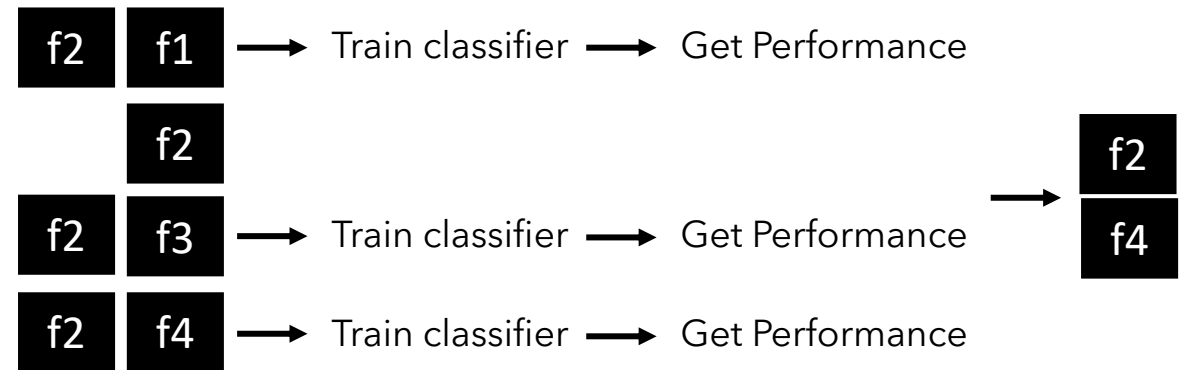 f2 f1 Train classifier Get Performance
f2
f2 f3 Train classifier Get Performance
f2 f4 Train classifier Get Performance
f2
f4